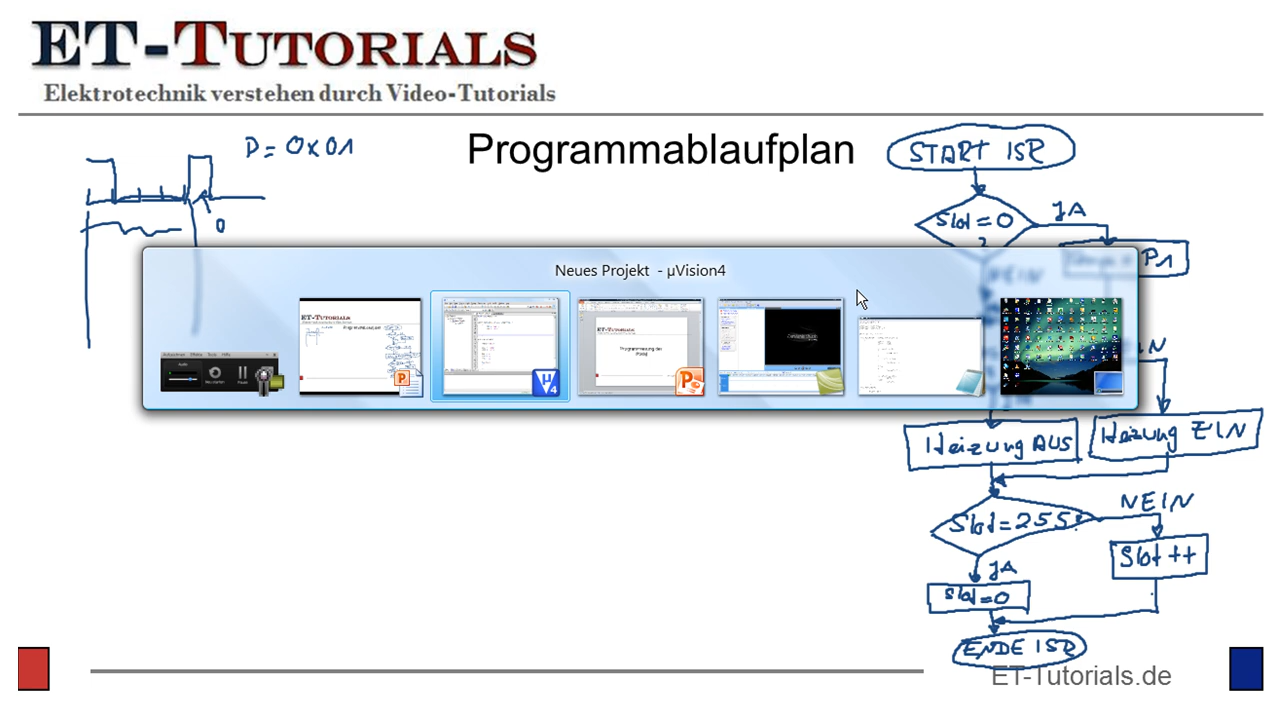 ET-TUTORIALS
Elektrotechnik verstehen durch Video-Tutorials
Programmablaufplan
D = 0x01
0
START ISR
Slot = 0
?
JA
P1
NEIN
Neues Projekt - µVision4
IN
Heizung AUS
Heizung EIN
Slot = 255?
NEIN
Slot ++
JA
Slot = 0
ENDE ISR
ET-Tutorials.de